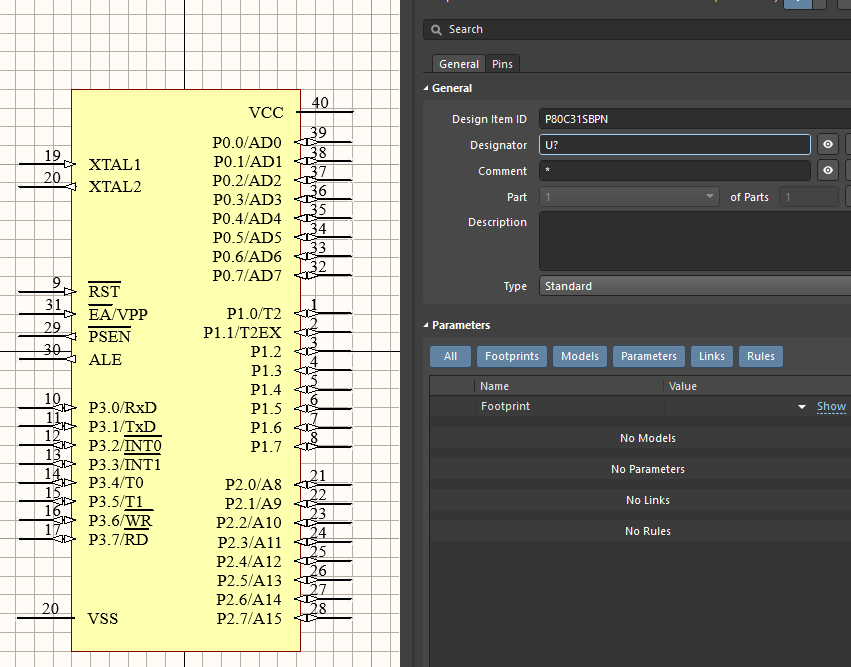 VCC 40
19 XTAL1
20 XTAL2
P0.0/AD0 39
P0.1/AD1 38
P0.2/AD2 37
P0.3/AD3 36
P0.4/AD4 35
P0.5/AD5 34
P0.6/AD6 33
P0.7/AD7 32
9 RST
31 EA/VPP
29 PSEN
30 ALE
P1.0/T2 1
P1.1/T2EX 2
P1.2 3
P1.3 4
P1.4 5
P1.5 6
P1.6
P1.7 8
10 P3.0/RxD
11 P3.1/TxD
12 P3.2/INT0
13 P3.3/INT1
14 P3.4/T0
15 P3.5/T1
16 P3.6/WR
17 P3.7/RD
P2.0/A8 21
P2.1/A9 22
P2.2/A10 23
P2.3/A11 24
P2.4/A12 25
P2.5/A13 26
P2.6/A14 27
P2.7/A15 28
20 VSS
Search
General Pins
General
Design Item ID P80C31SBPN
Designator U?
Comment *
Part 1 of Parts 1
Description
Type Standard
Parameters
All Footprints Models Parameters Links Rules
Name Value
Footprint Show
No Models
No Parameters
No Links
No Rules